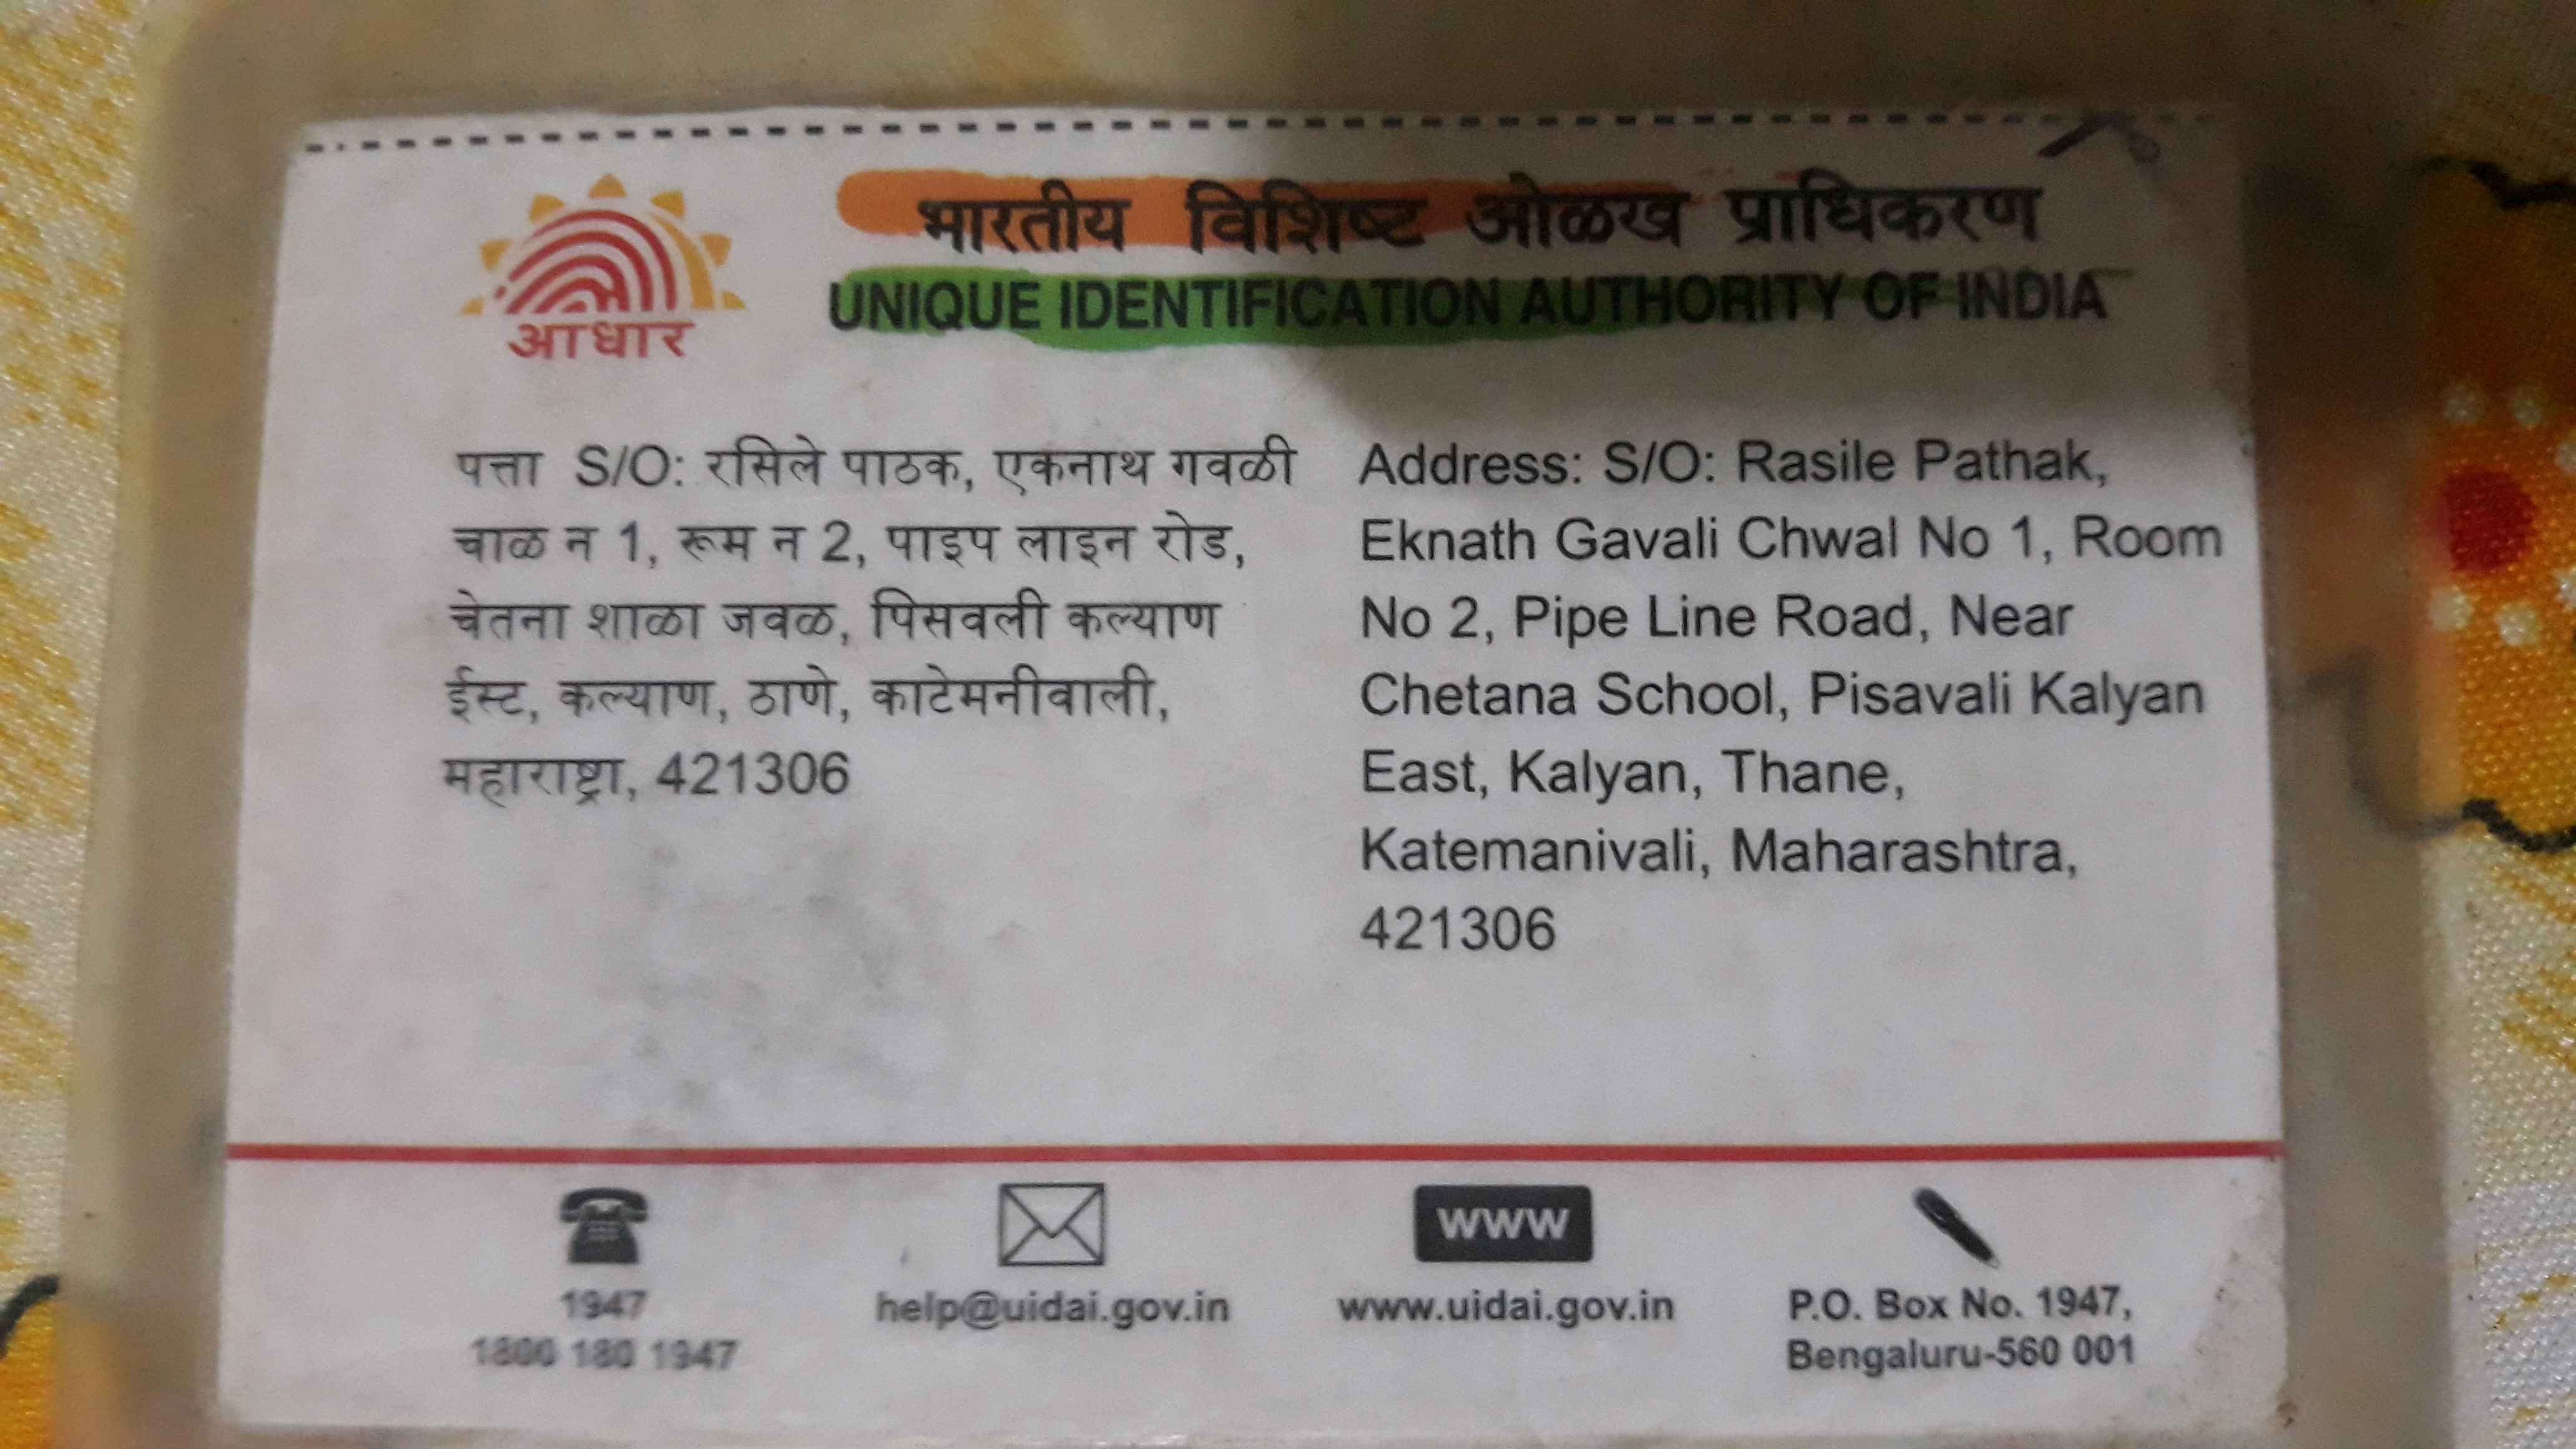 भारतीय विशिष्ट ओळख प्राधिकरण
UNIQUE IDENTIFICATION AUTHORITY OF INDIA
आधार
पत्ता S/O: रसिले पाठक, एकनाथ गवळी
चाळ न 1, रूम न 2, पाइप लाइन रोड,
चेतना शाळा जवळ, पिसवली कल्याण
ईस्ट, कल्याण, ठाणे, काटेमनीवाली,
महाराष्ट्रा, 421306
Address: S/O: Rasile Pathak,
Eknath Gavali Chwal No 1, Room
No 2, Pipe Line Road, Near
Chetana School, Pisavali Kalyan
East, Kalyan, Thane,
Katemanivali, Maharashtra,
421306
1947
1800 180 1947
help@uidai.gov.in
www
www.uidai.gov.in
P.O. Box No. 1947,
Bengaluru-560 001